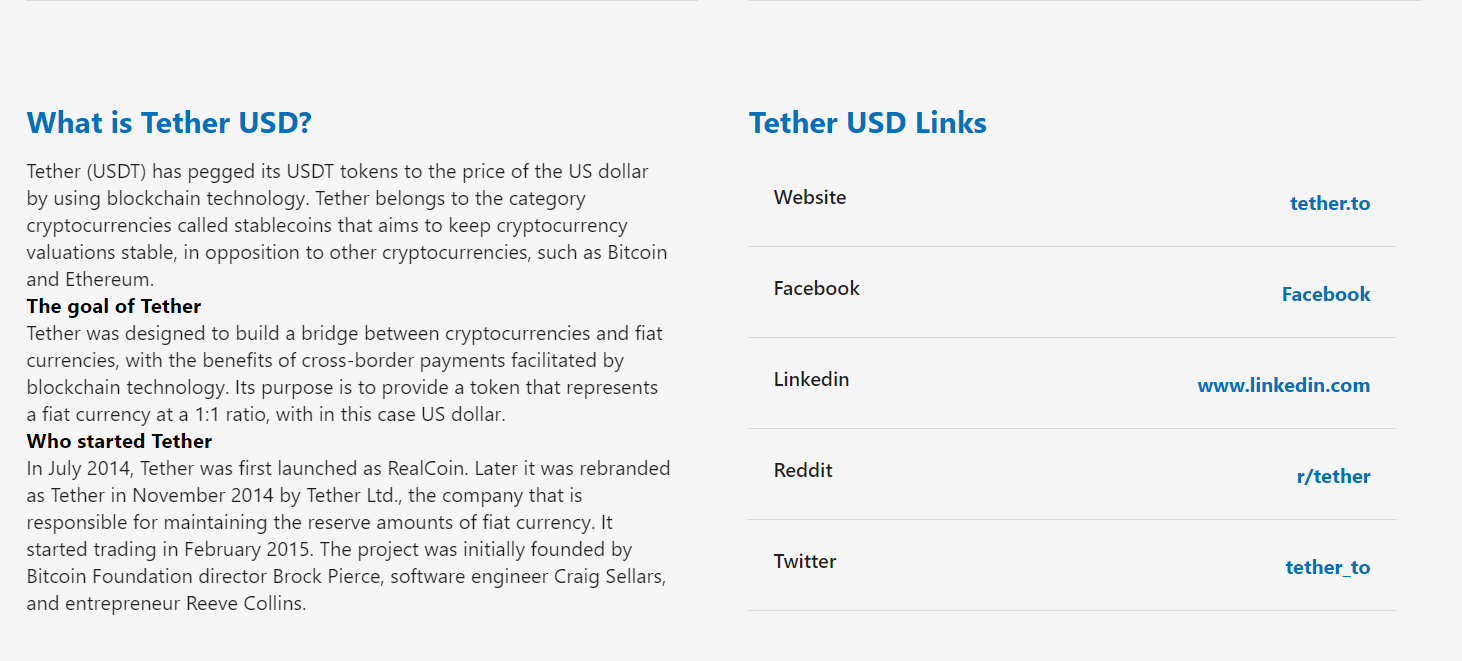 What is Tether USD?
Tether (USDT) has pegged its USDT tokens to the price of the US dollar
by using blockchain technology. Tether belongs to the category
cryptocurrencies called stablecoins that aims to keep cryptocurrency
valuations stable, in opposition to other cryptocurrencies, such as Bitcoin
and Ethereum.
The goal of Tether
Tether was designed to build a bridge between cryptocurrencies and fiat
currencies, with the benefits of cross-border payments facilitated by
blockchain technology. Its purpose is to provide a token that represents
a fiat currency at a 1:1 ratio, with in this case US dollar.
Who started Tether
In July 2014, Tether was first launched as RealCoin. Later it was rebranded
as Tether in November 2014 by Tether Ltd., the company that is
responsible for maintaining the reserve amounts of fiat currency. It
started trading in February 2015. The project was initially founded by
Bitcoin Foundation director Brock Pierce, software engineer Craig Sellars,
and entrepreneur Reeve Collins.
Tether USD Links
Website tether.to
Facebook Facebook
Linkedin www.linkedin.com
Reddit r/tether
Twitter tether_to